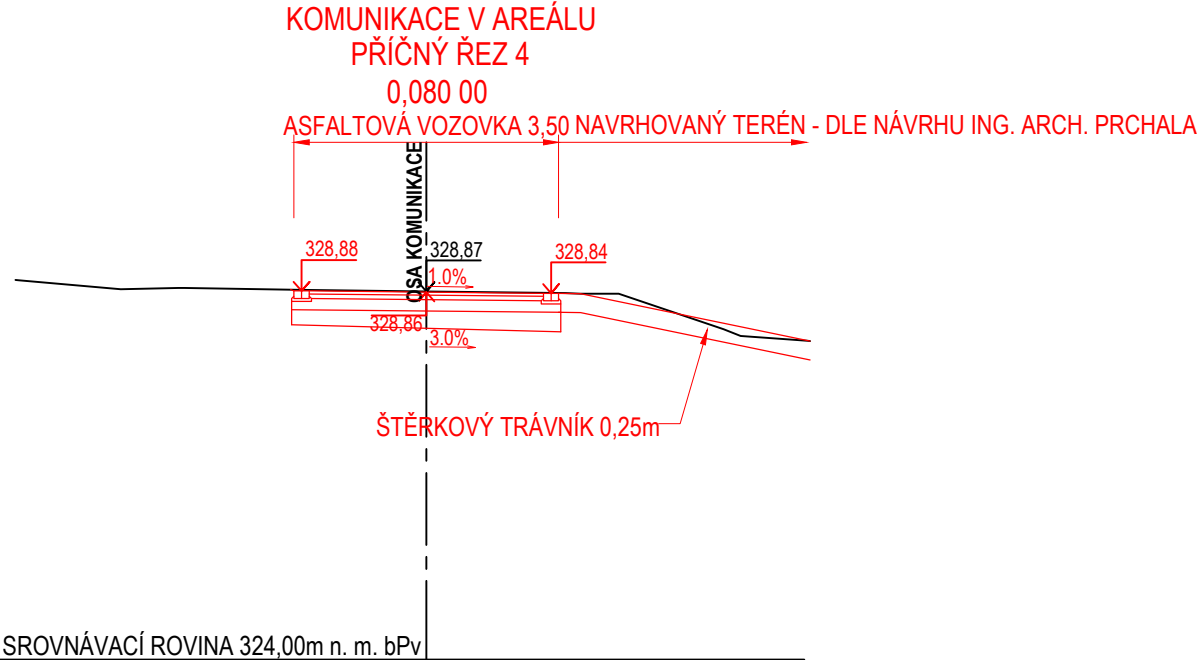 KOMUNIKACE V AREÁLU
PŘÍČNÝ ŘEZ 4
0,080 00
ASFALTOVÁ VOZOVKA 3,50
NAVRHOVANÝ TERÉN - DLE NÁVRHU ING. ARCH. PRCHALA
OSA KOMUNIKACE
328,88
328,87
328,84
1.0%
328,86
3.0%
ŠTĚRKOVÝ TRÁVNÍK 0,25m
SROVNÁVACÍ ROVINA 324,00m n. m. bPv